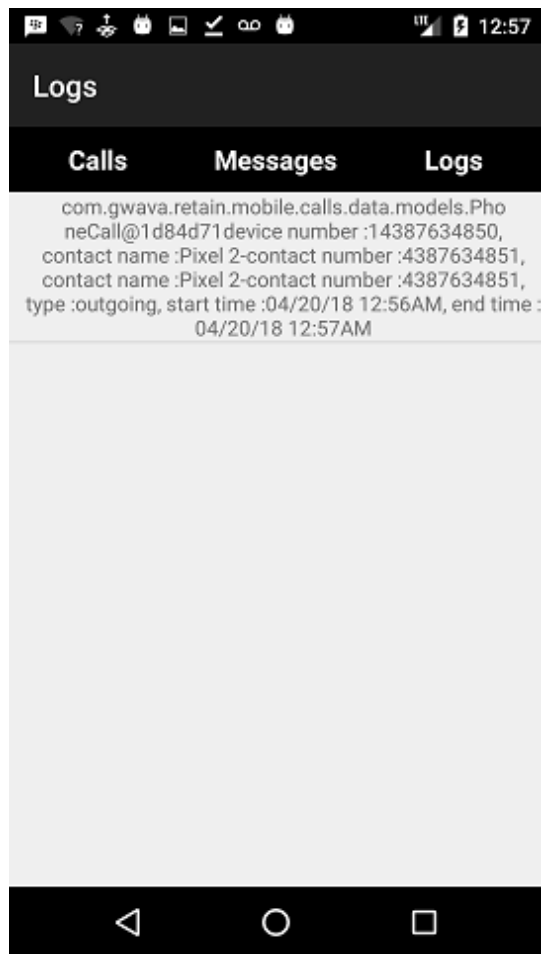 LTE 12:57
Logs
Calls Messages Logs
com.gwava.retain.mobile.calls.data.models.Pho
neCall@1d84d71device number :14387634850,
contact name :Pixel 2-contact number :4387634851,
contact name :Pixel 2-contact number :4387634851,
type :outgoing, start time :04/20/18 12:56AM, end time :
04/20/18 12:57AM